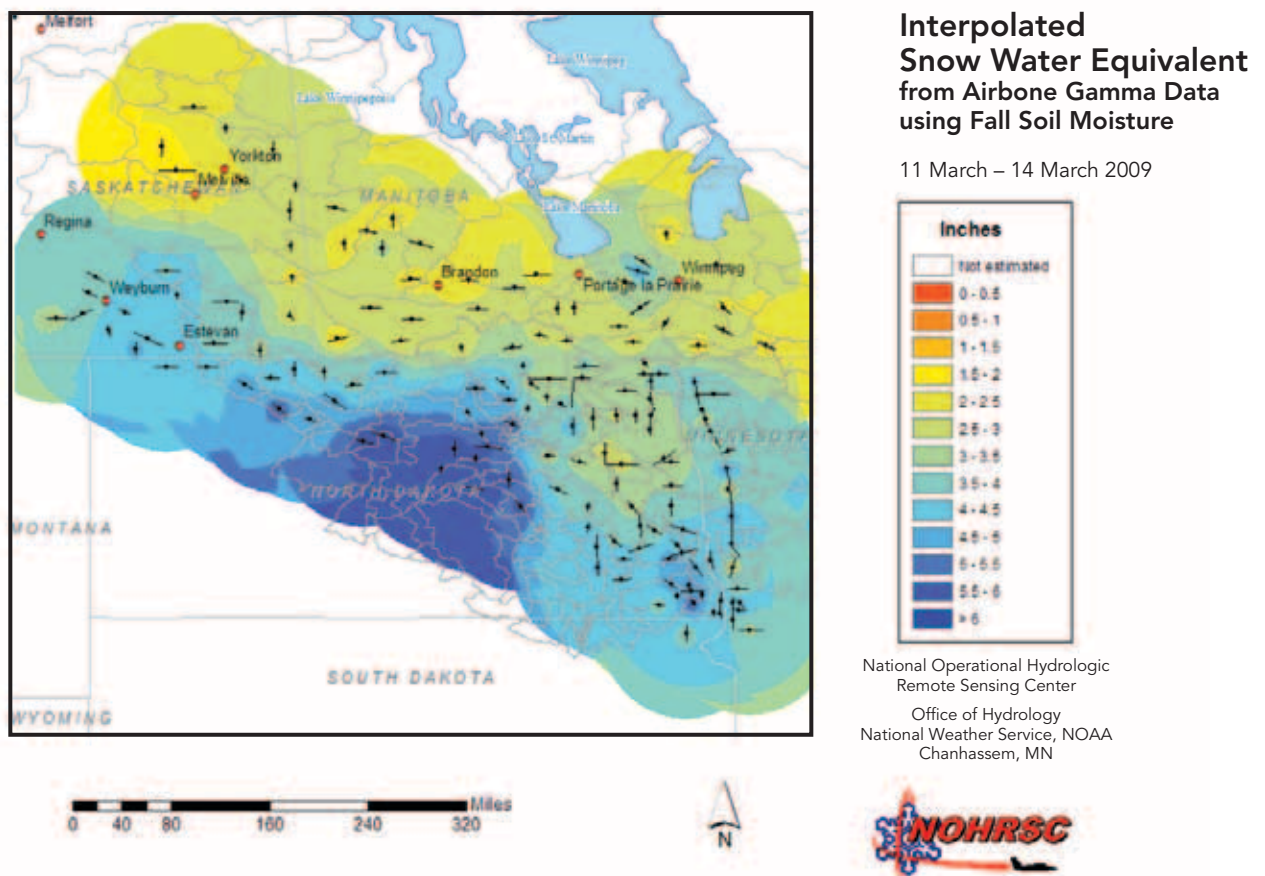 Melfort
Lake Winnipeg
Lake Winnipegosis
Lake St. Martin
Yorkton
Melville
SASKATCHEWAN
MANITOBA
Lake Manitoba
Regina
Brandon
Winnipeg
Portage la Prairie
Weyburn
Estevan
MINNESOTA
NORTH DAKOTA
MONTANA
SOUTH DAKOTA
WYOMING
Miles
0 40 80 160 240 320
N
Interpolated
Snow Water Equivalent
from Airbone Gamma Data
using Fall Soil Moisture
11 March – 14 March 2009
Inches
Not estimated
0 - 0.5
0.5 - 1
1 - 1.5
1.5 - 2
2 - 2.5
2.5 - 3
3 - 3.5
3.5 - 4
4 - 4.5
4.5 - 5
5 - 5.5
5.5 - 6
> 6
National Operational Hydrologic
Remote Sensing Center
Office of Hydrology
National Weather Service, NOAA
Chanhassem, MN
NOHRSC